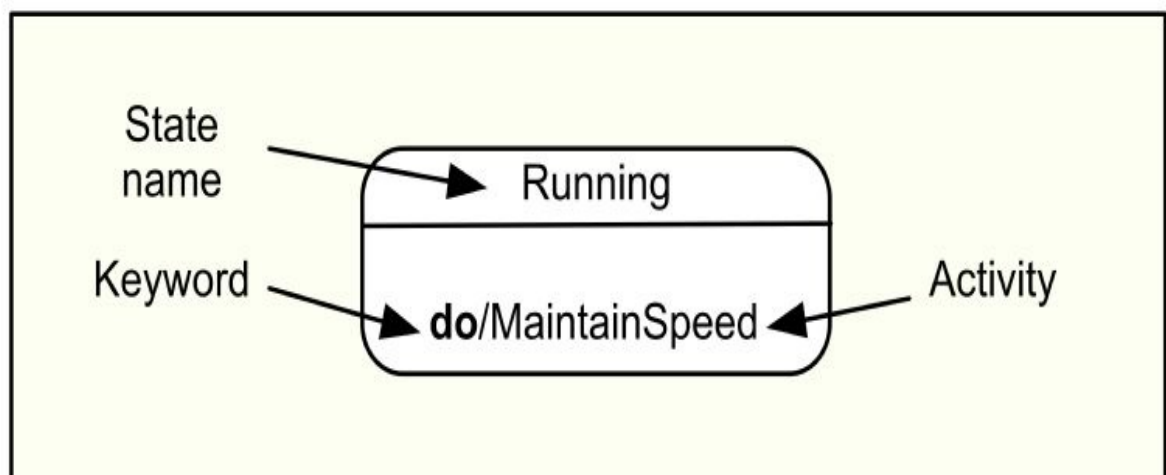 State
name
Running
Keyword
do/MaintainSpeed
Activity